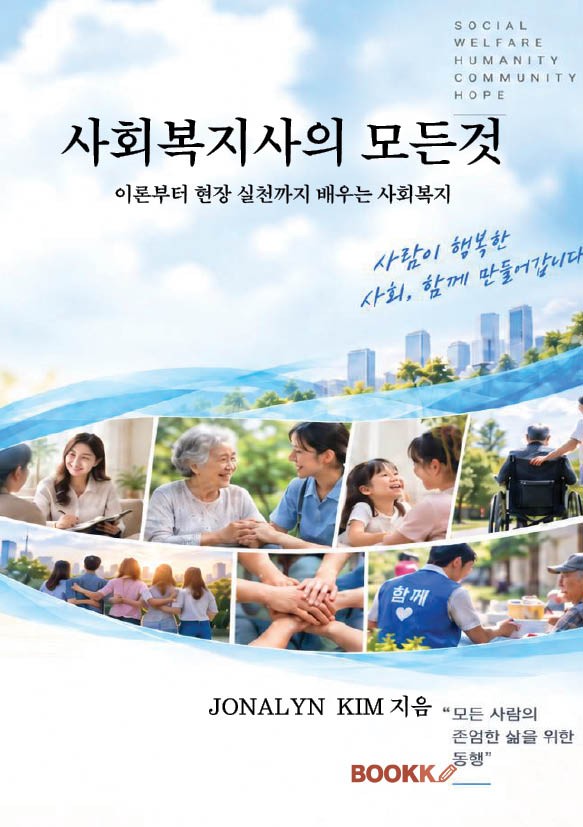 SOCIAL
WELFARE
HUMANITY
COMMUNITY
HOPE
사회복지사의 모든것
이론부터 현장 실천까지 배우는 사회복지
사람이 행복한
사회, 함께 만들어갑니다
함께
JONALYN KIM 지음
“모든 사람의
존엄한 삶을 위한
동행”
BOOKK